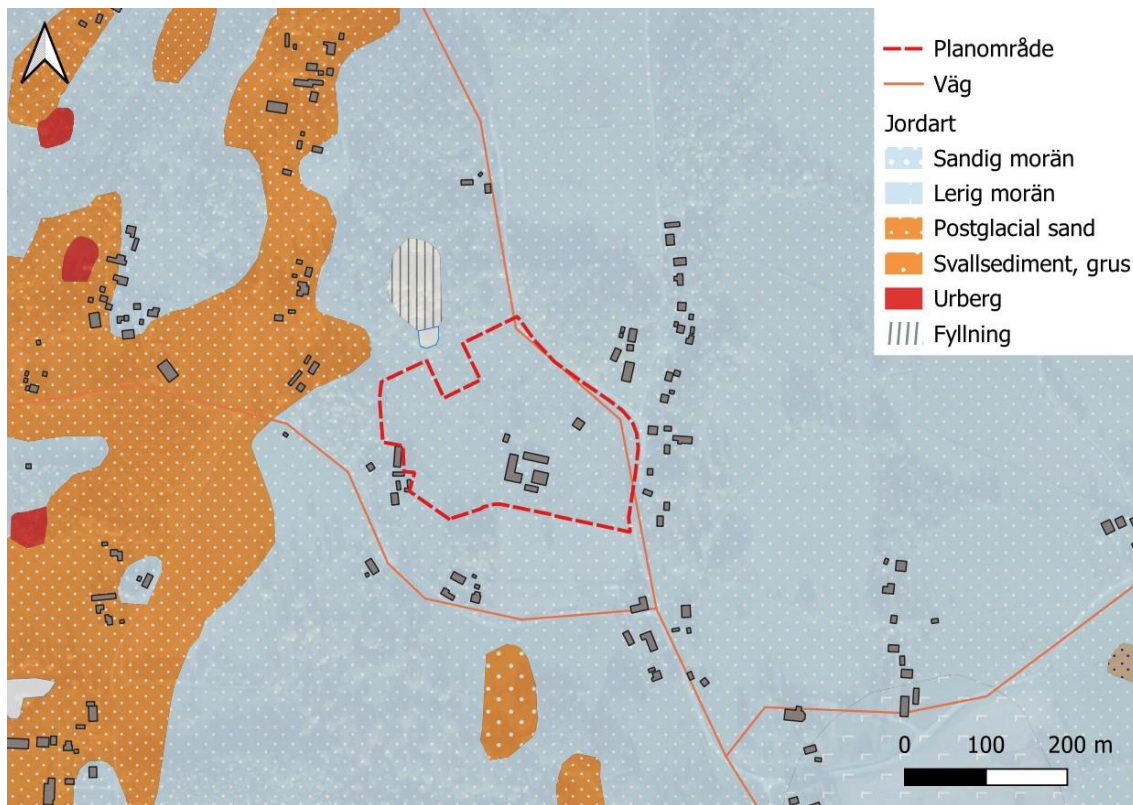 Planområde
Väg
Jordart
Sandig morän
Lerig morän
Postglacial sand
Svallsediment, grus
Urberg
Fyllning
0 100 200 m